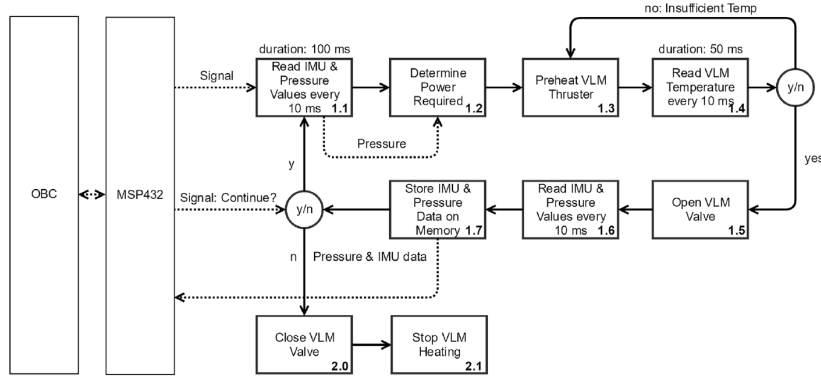 no: Insufficient Temp
duration: 100 ms
duration: 50 ms
Signal
Read IMU &
Pressure
Values every
10 ms 1.1
Determine
Power
Required 1.2
Preheat VLM
Thruster
1.3
Read VLM
Temperature
every 10 ms
1.4
y/n
Pressure
y
yes
OBC
MSP432
Signal: Continue?
y/n
Store IMU &
Pressure
Data on
Memory 1.7
Read IMU &
Pressure
Values every
10 ms 1.6
Open VLM
Valve
1.5
n
Pressure & IMU data
Close VLM
Valve
2.0
Stop VLM
Heating
2.1